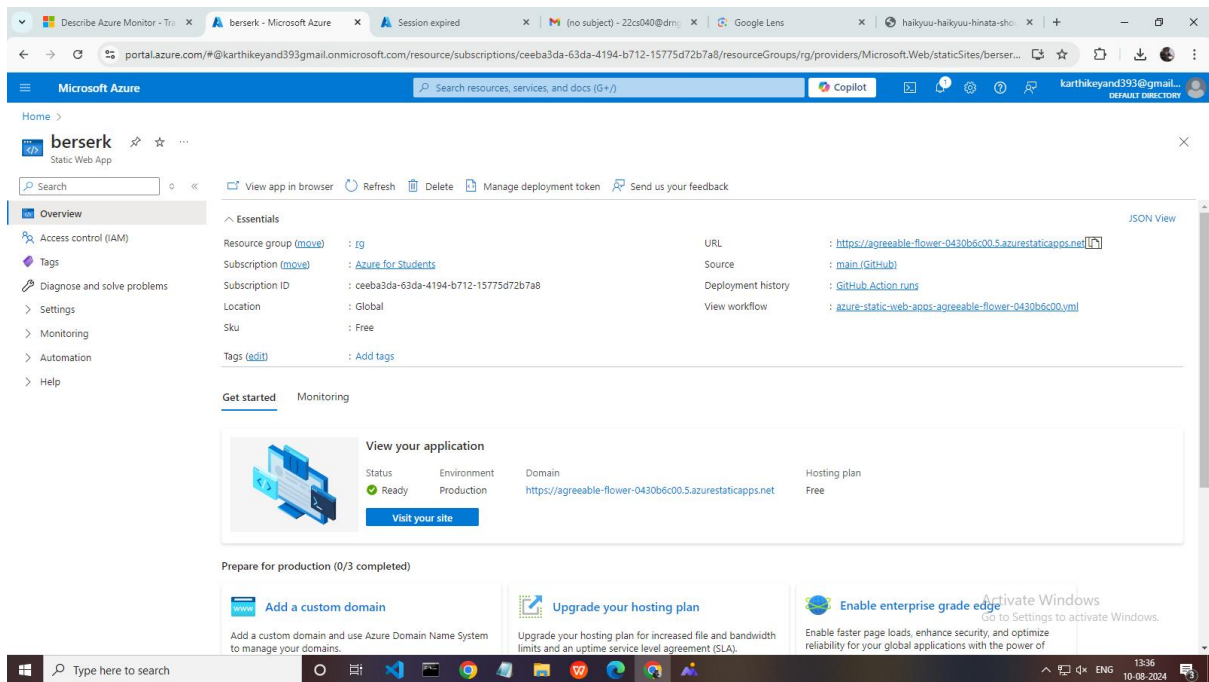 Describe Azure Monitor - Tra
berserk - Microsoft Azure
Session expired
(no subject) - 22cs040@drng
Google Lens
haikyuu-haikyuu-hinata-sho
portal.azure.com/#@karthikeyand393gmail.onmicrosoft.com/resource/subscriptions/ceeba3da-63da-4194-b712-15775d72b7a8/resourceGroups/rg/providers/Microsoft.Web/staticSites/berser...
Microsoft Azure
Search resources, services, and docs (G+/)
Copilot
1
karthikeyand393@gmail...
DEFAULT DIRECTORY
Home >
berserk
Static Web App
Search
View app in browser
Refresh
Delete
Manage deployment token
Send us your feedback
Overview
Access control (IAM)
Tags
Diagnose and solve problems
Settings
Monitoring
Automation
Help
Essentials
JSON View
Resource group (move) : rg
Subscription (move) : Azure for Students
Subscription ID : ceeba3da-63da-4194-b712-15775d72b7a8
Location : Global
Sku : Free
Tags (edit) : Add tags
URL : https://agreeable-flower-0430b6c00.5.azurestaticapps.net
Source : main (GitHub)
Deployment history : GitHub Action runs
View workflow : azure-static-web-apps-agreeable-flower-0430b6c00.yml
Get started
Monitoring
View your application
Status Environment Domain Hosting plan
Ready Production https://agreeable-flower-0430b6c00.5.azurestaticapps.net Free
Visit your site
Prepare for production (0/3 completed)
www
Add a custom domain
Add a custom domain and use Azure Domain Name System
to manage your domains.
Upgrade your hosting plan
Upgrade your hosting plan for increased file and bandwidth
limits and an uptime service level agreement (SLA).
Enable enterprise grade edge
Enable faster page loads, enhance security, and optimize
reliability for your global applications with the power of
Activate Windows
Go to Settings to activate Windows.
Type here to search
ENG
13:36
10-08-2024
3